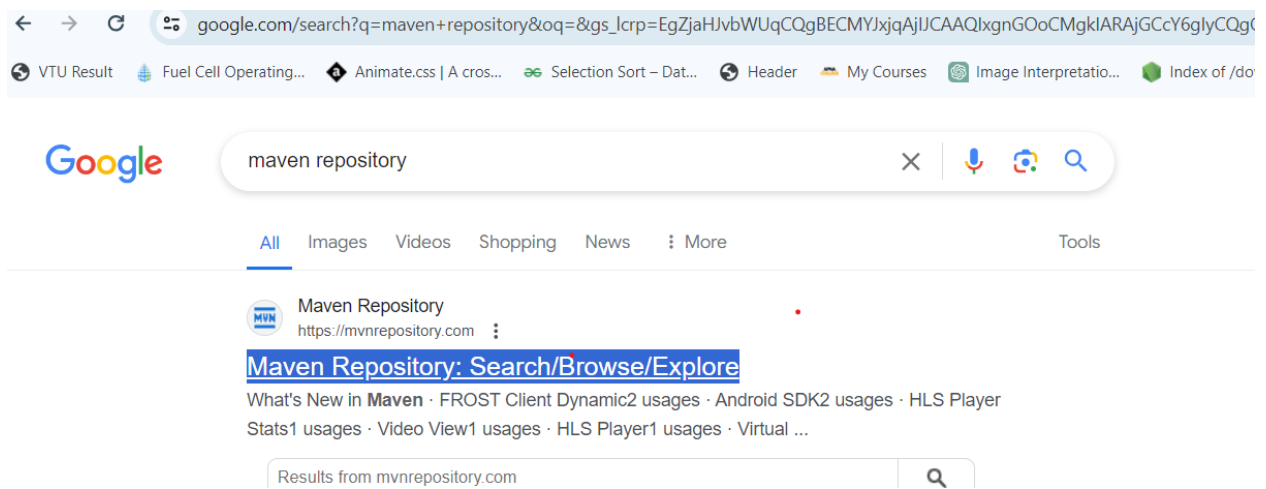 google.com/search?q=maven+repository&oq=&gs_lcrp=EgZjaHJvbWUqCQgBECMYJxjqAjIJCAAQIxgnGOoCMgkIARAjGCcY6gIyCQgC
VTU Result Fuel Cell Operating... Animate.css | A cros... Selection Sort – Dat... Header My Courses Image Interpretatio... Index of /do
Google maven repository
All Images Videos Shopping News More Tools
Maven Repository
https://mvnrepository.com
Maven Repository: Search/Browse/Explore
What's New in Maven · FROST Client Dynamic2 usages · Android SDK2 usages · HLS Player
Stats1 usages · Video View1 usages · HLS Player1 usages · Virtual ...
Results from mvnrepository.com